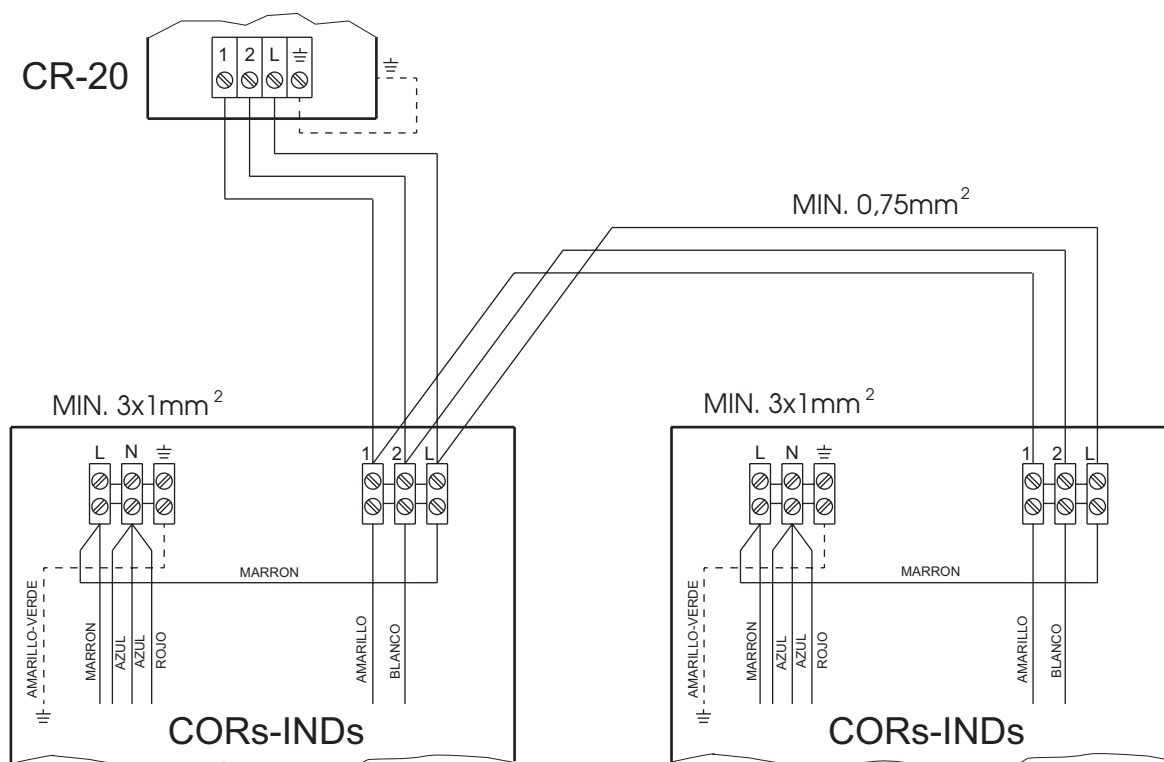 1 2 L
CR-20
MIN. 0,75mm²
MIN. 3x1mm²
L N
1 2 L
MARRON
AMARILLO-VERDE
MARRON
AZUL
AZUL
ROJO
AMARILLO
BLANCO
CORs-INDs
MIN. 3x1mm²
L N
1 2 L
MARRON
AMARILLO-VERDE
MARRON
AZUL
AZUL
ROJO
AMARILLO
BLANCO
CORs-INDs